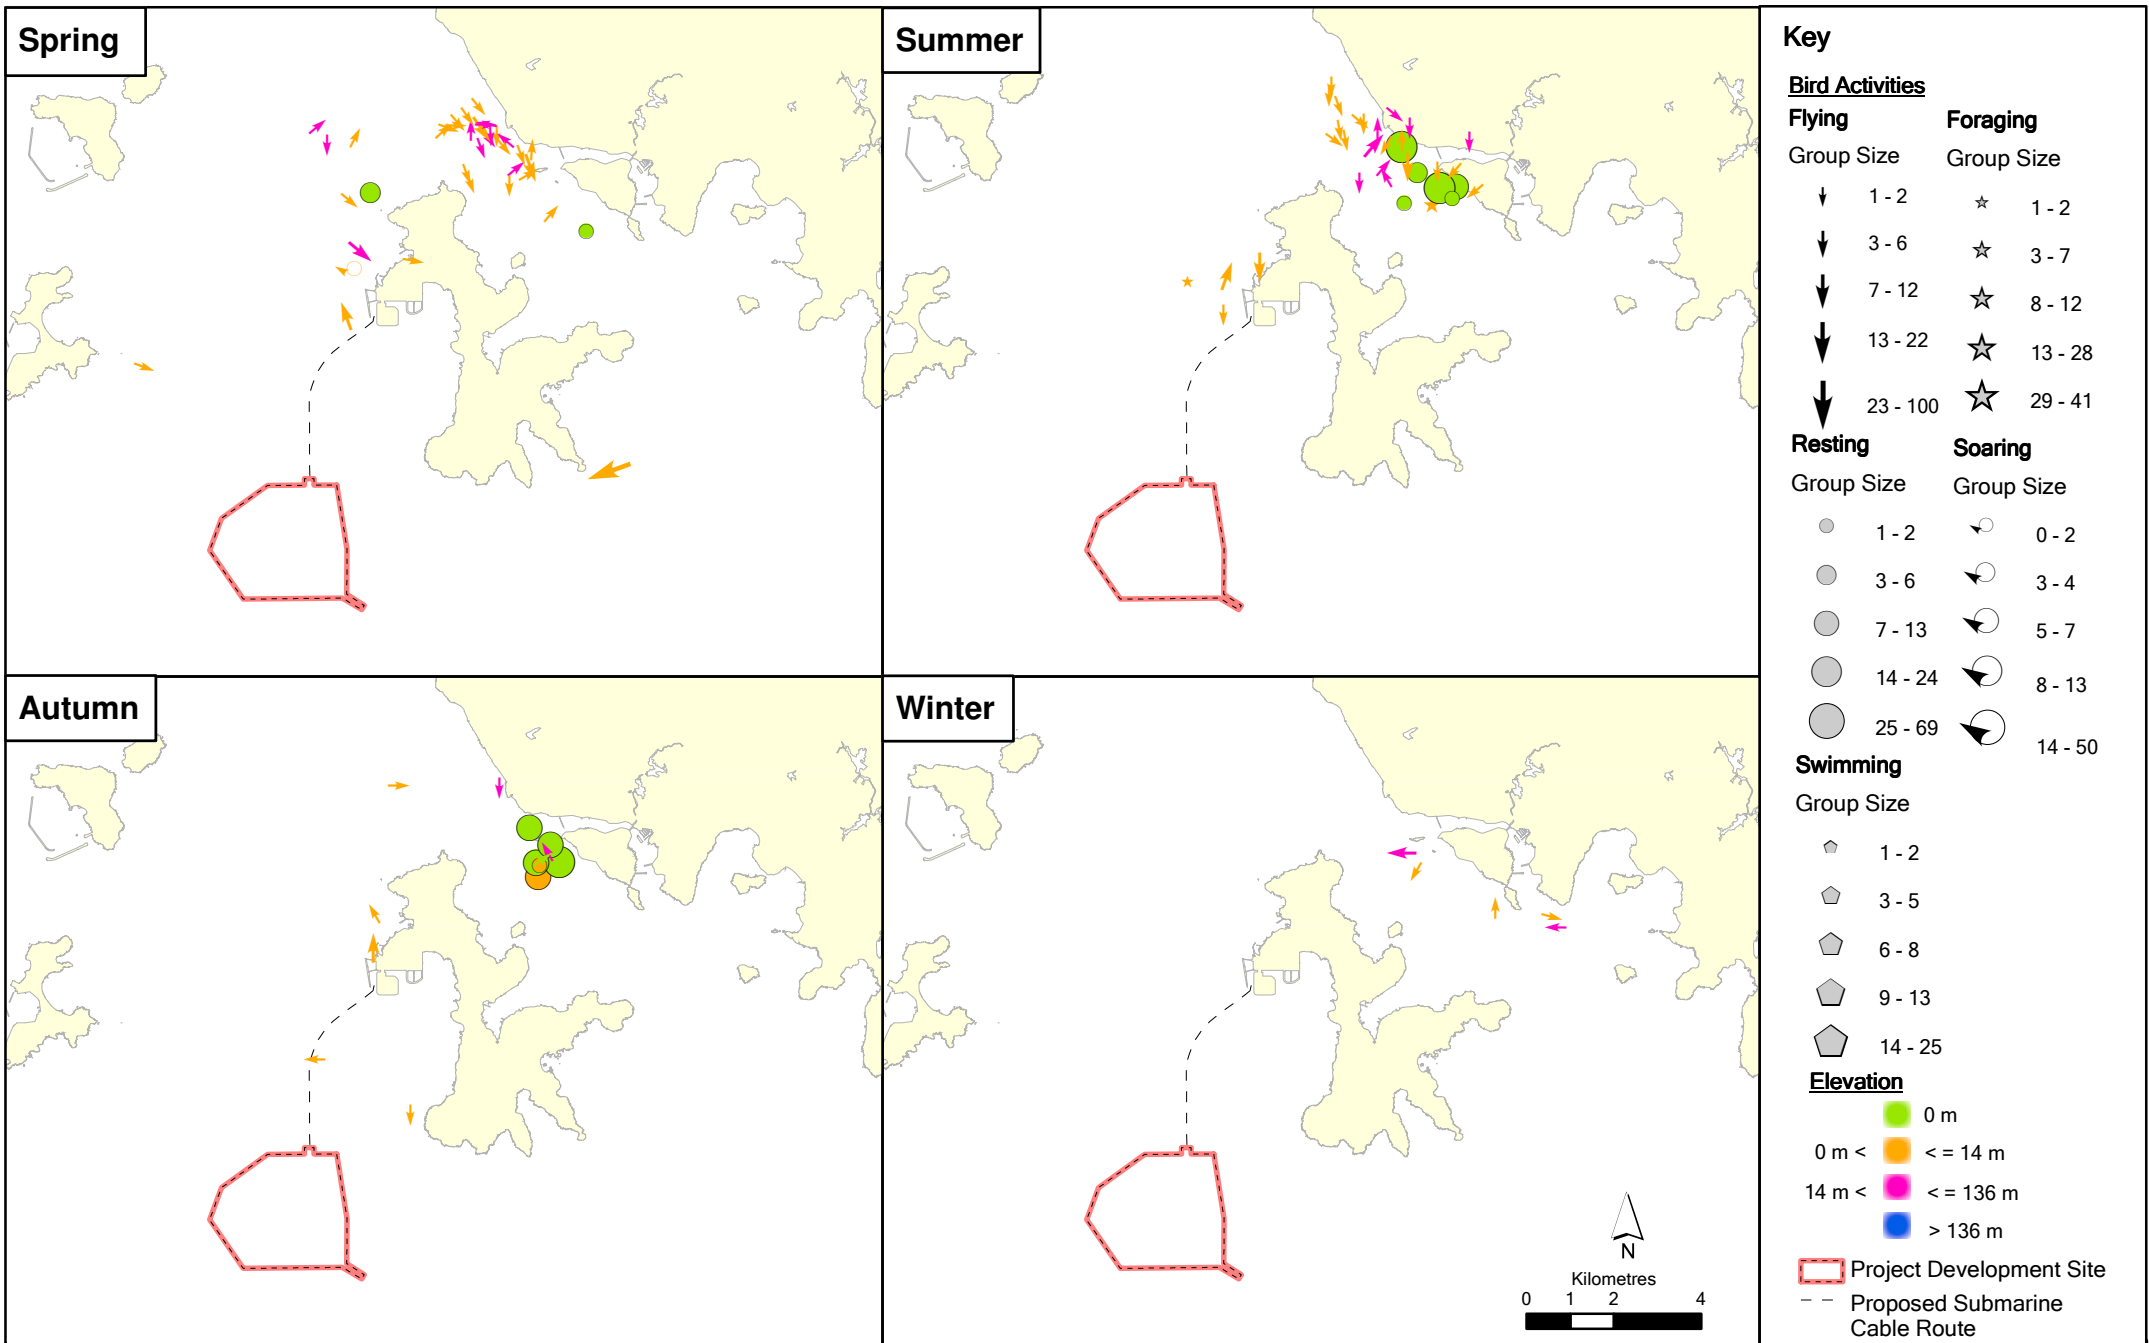 Spring
Summer
Autumn
Winter
N
Kilometres
0 1 2 4
Key
Bird Activities
Flying
Group Size
1 - 2
3 - 6
7 - 12
13 - 22
23 - 100
Foraging
Group Size
1 - 2
3 - 7
8 - 12
13 - 28
29 - 41
Resting
Group Size
1 - 2
3 - 6
7 - 13
14 - 24
25 - 69
Soaring
Group Size
0 - 2
3 - 4
5 - 7
8 - 13
14 - 50
Swimming
Group Size
1 - 2
3 - 5
6 - 8
9 - 13
14 - 25
Elevation
0 m
0 m < < = 14 m
14 m < < = 136 m
> 136 m
Project Development Site
Proposed Submarine
Cable Route